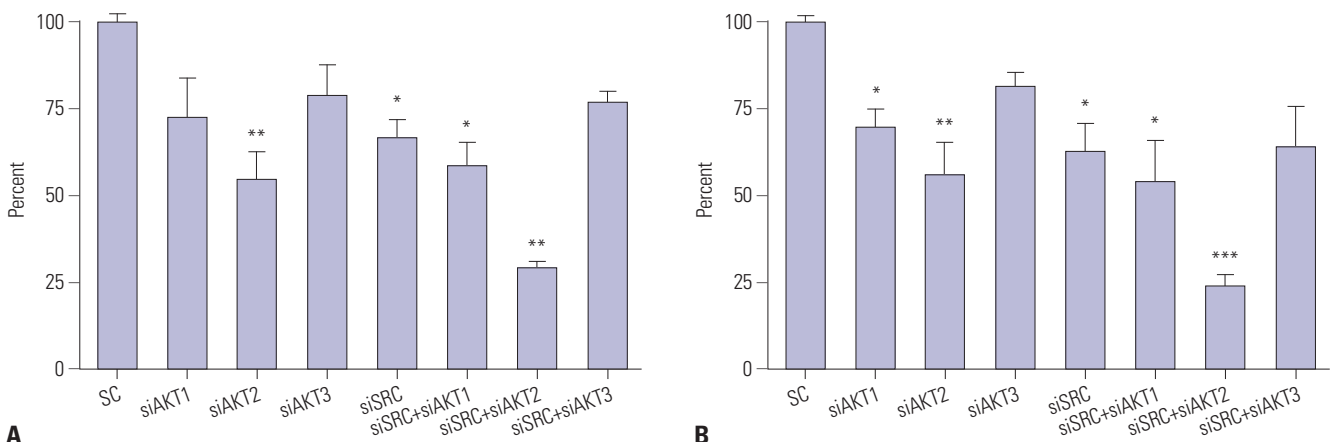 100
75
50
25
0
Percent
**
*
*
**
SC
siAKT1
siAKT2
siAKT3
siSRC
siSRC+siAKT1
siSRC+siAKT2
siSRC+siAKT3
A
100
75
50
25
0
Percent
*
**
*
*
***
SC
siAKT1
siAKT2
siAKT3
siSRC
siSRC+siAKT1
siSRC+siAKT2
siSRC+siAKT3
B